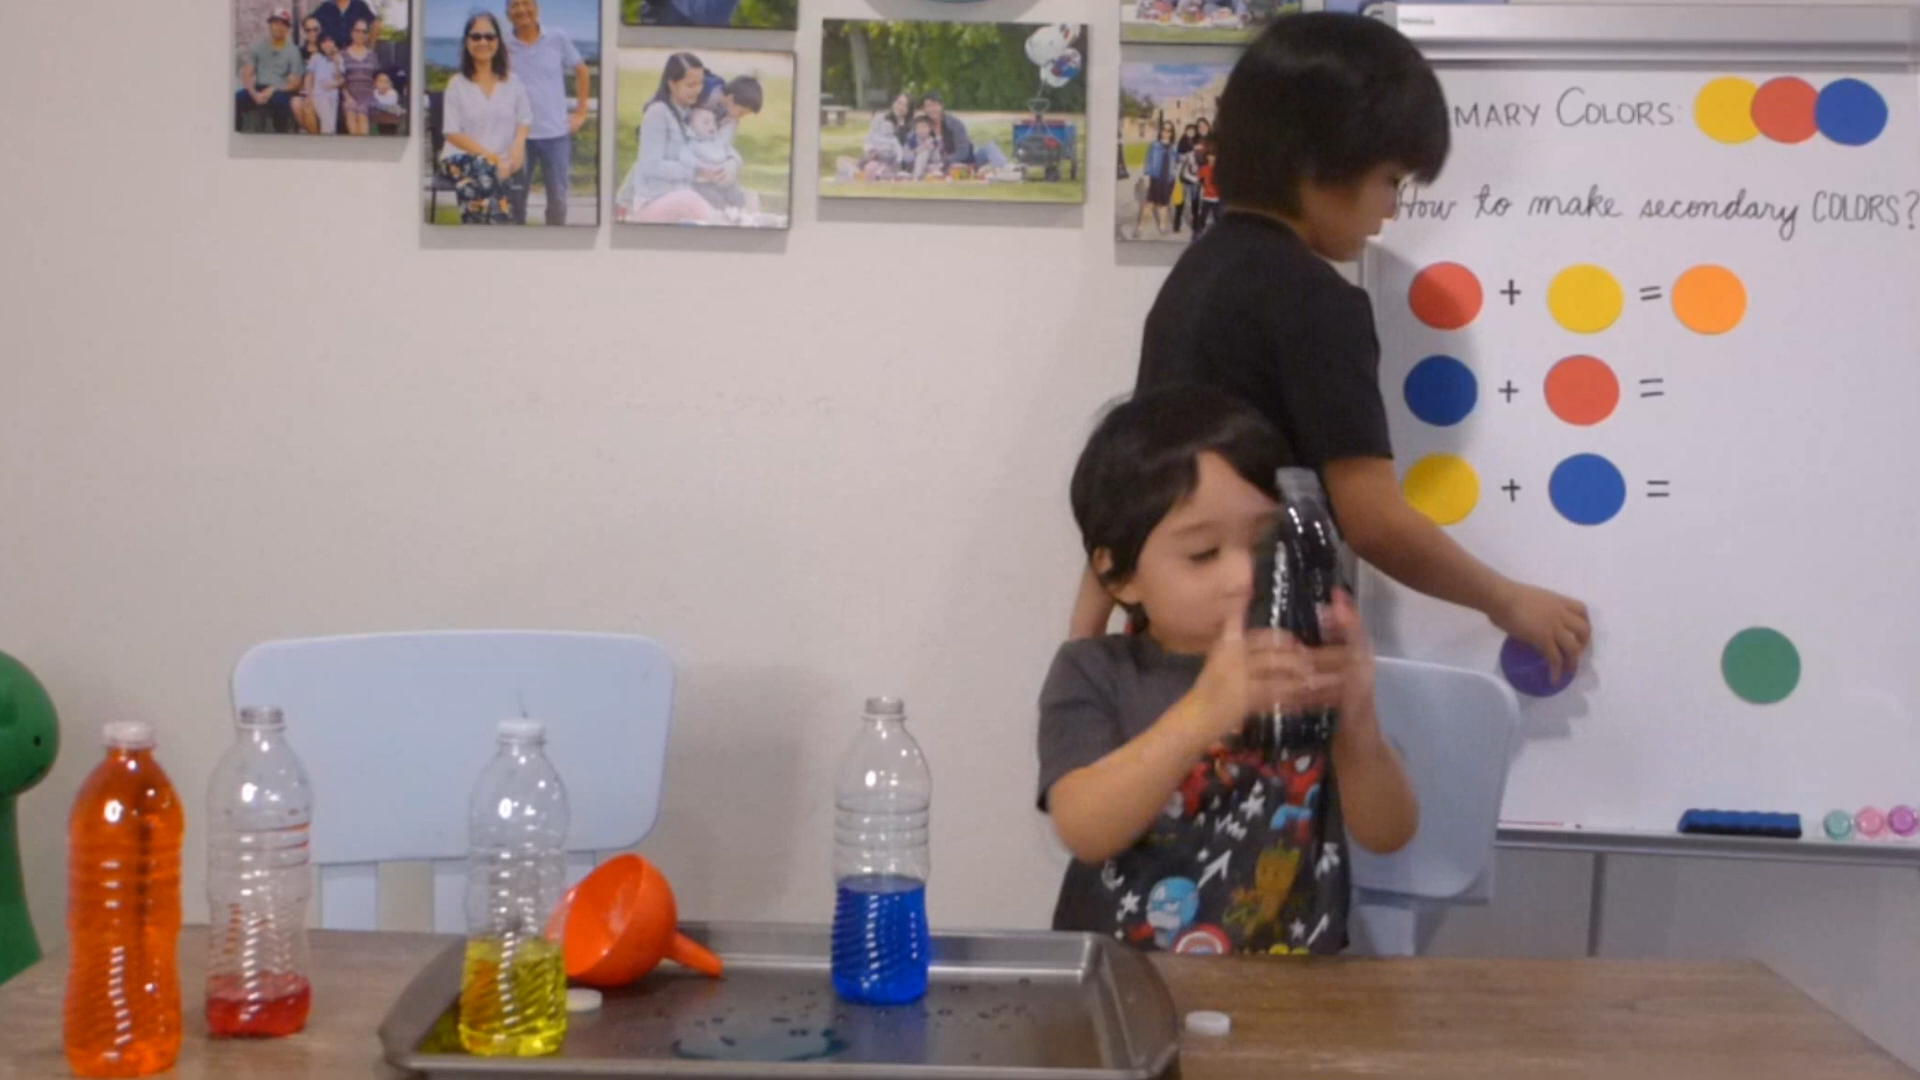 MARY COLORS:
How to make secondary COLORS?
+ =
+ =
+ =